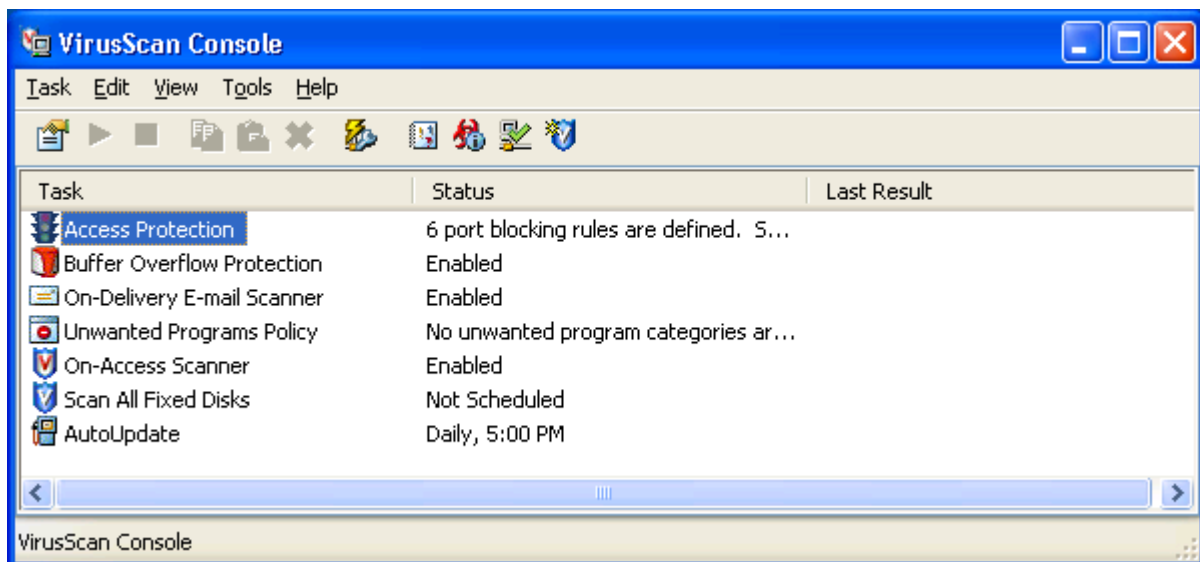 VirusScan Console
Task Edit View Tools Help
Task Status Last Result
Access Protection 6 port blocking rules are defined. S...
Buffer Overflow Protection Enabled
On-Delivery E-mail Scanner Enabled
Unwanted Programs Policy No unwanted program categories ar...
On-Access Scanner Enabled
Scan All Fixed Disks Not Scheduled
AutoUpdate Daily, 5:00 PM
VirusScan Console